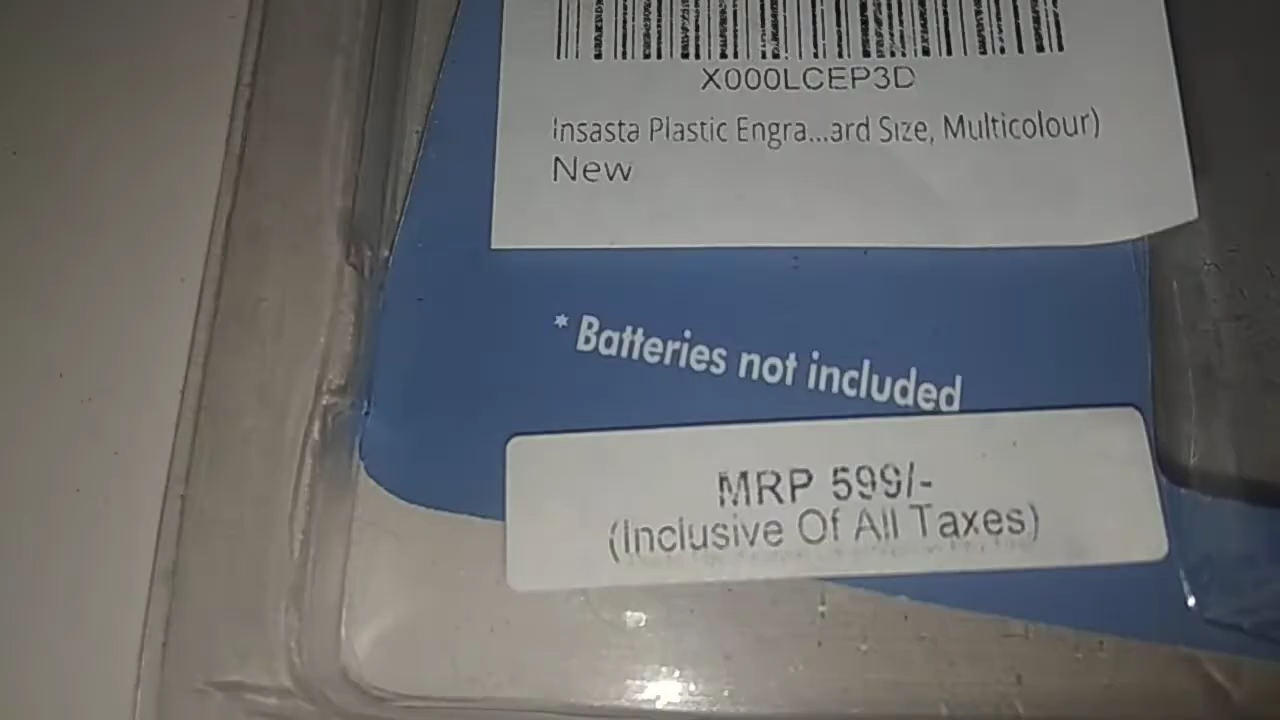 X000LCEP3D
Insasta Plastic Engra...ard Size, Multicolour)
New
* Batteries not included
MRP 599/-
(Inclusive Of All Taxes)